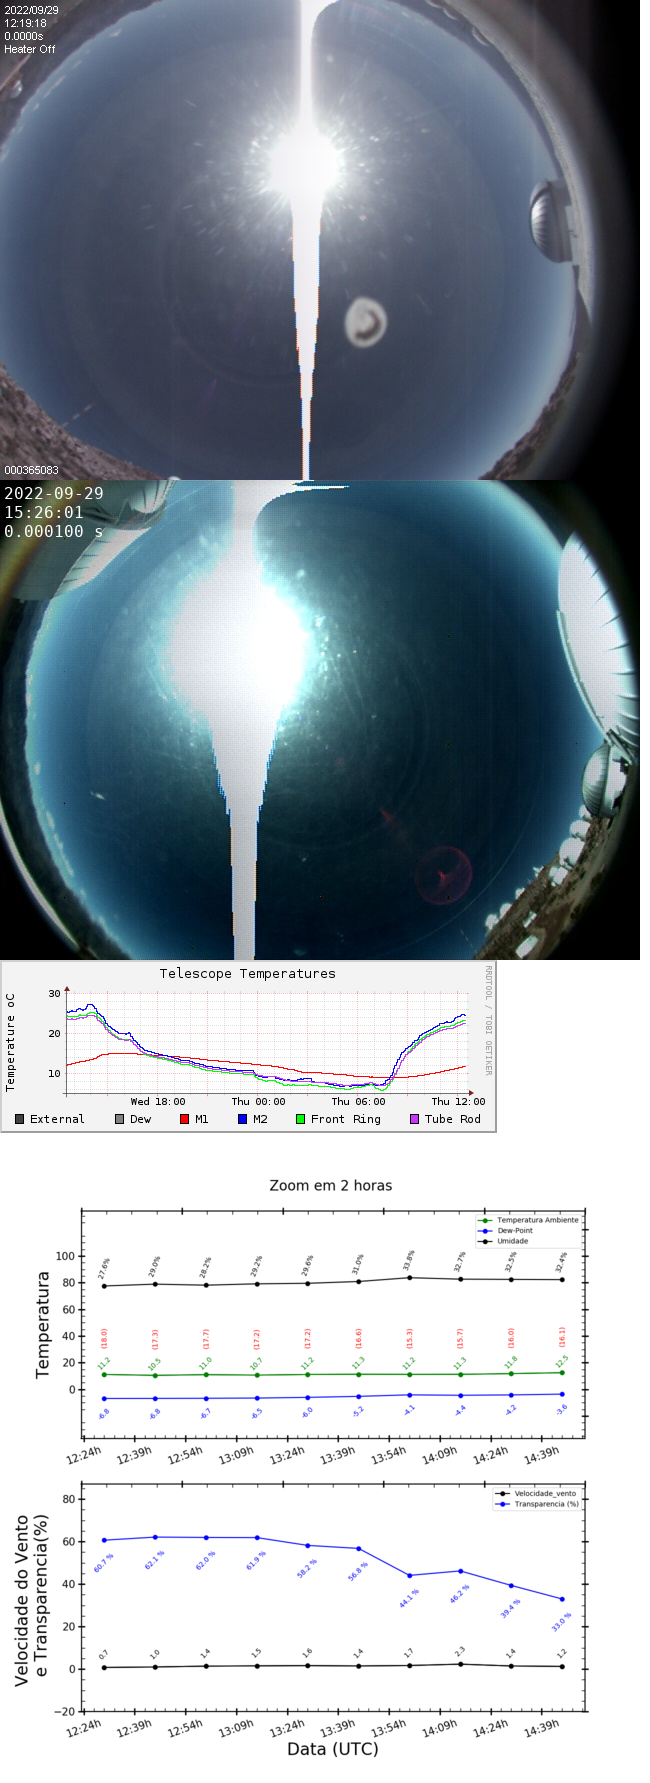 2022/09/29
12:19:18
0.0000s
Heater Off
000365083
2022-09-29
15:26:01
0.000100 s
Telescope Temperatures
RRDTOOL / TOBI OETIKER
Temperature oC
30
20
10
Wed 18:00 Thu 00:00 Thu 06:00 Thu 12:00
External Dew M1 M2 Front Ring Tube Rod
Zoom em 2 horas
Temperatura Ambiente
Dew-Point
Umidade
Temperatura
100
80
60
40
20
0
27.6% 29.0% 28.2% 29.2% 29.6% 31.0% 33.8% 32.7% 32.5% 32.4%
(18.0) (17.3) (17.7) (17.2) (17.2) (16.6) (15.3) (15.7) (16.0) (16.1)
11.2 10.5 11.0 10.7 11.2 11.3 11.2 11.3 11.8 12.5
-6.8 -6.8 -6.7 -6.5 -6.0 -5.2 -4.1 -4.4 -4.2 -3.6
12:24h 12:39h 12:54h 13:09h 13:24h 13:39h 13:54h 14:09h 14:24h 14:39h
Velocidade_vento
Transparencia (%)
Velocidade do Vento
e Transparencia(%)
80
60
40
20
0
−20
60.7 % 62.1 % 62.0 % 61.9 % 58.2 % 56.8 % 44.1 % 46.2 % 39.4 % 33.0 %
0.7 1.0 1.4 1.5 1.6 1.4 1.7 2.3 1.4 1.2
12:24h 12:39h 12:54h 13:09h 13:24h 13:39h 13:54h 14:09h 14:24h 14:39h
Data (UTC)